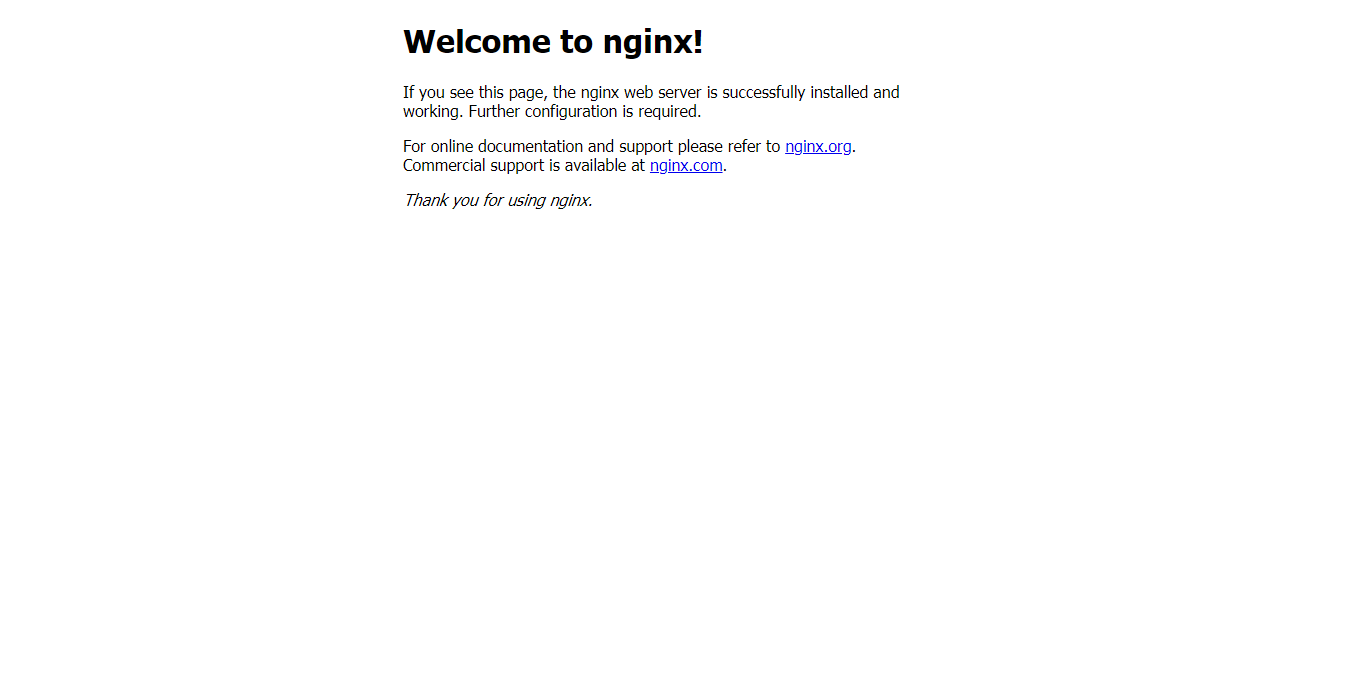 Welcome to nginx!
If you see this page, the nginx web server is successfully installed and
working. Further configuration is required.
For online documentation and support please refer to nginx.org.
Commercial support is available at nginx.com.
Thank you for using nginx.